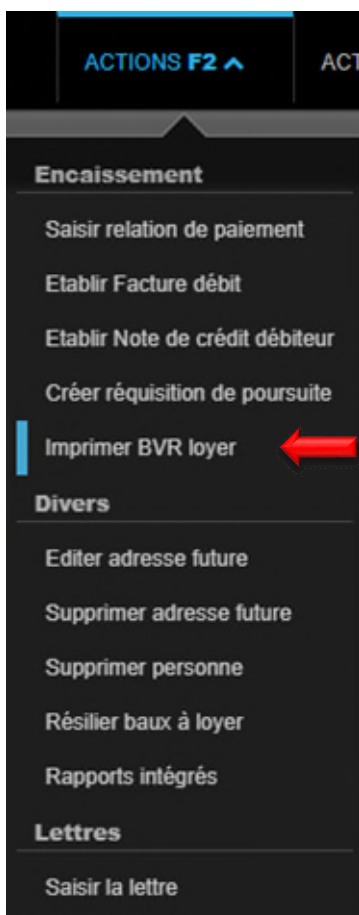 ACTIONS F2 ACT
Encaissement
Saisir relation de paiement
Etablir Facture débit
Etablir Note de crédit débiteur
Créer réquisition de poursuite
Imprimer BVR loyer
Divers
Editer adresse future
Supprimer adresse future
Supprimer personne
Résilier baux à loyer
Rapports intégrés
Lettres
Saisir la lettre